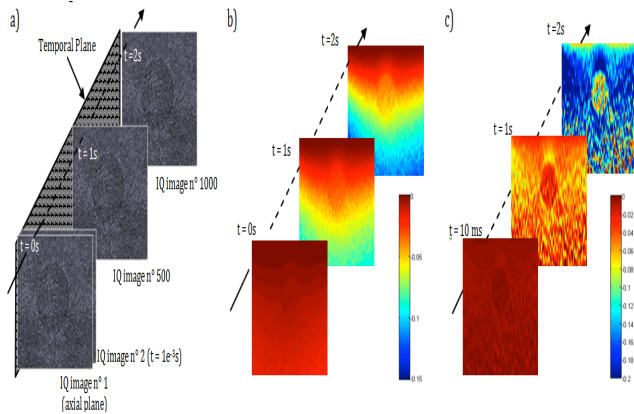 a)
Temporal Plane
t = 2s
t = 1s
IQ image n° 1000
t = 0s
IQ image n° 500
IQ image n° 2 (t = 1e⁻³s)
IQ image n° 1
(axial plane)
b)
t =2s
t = 1s
t = 0s
0
-0.05
-0.1
-0.15
c)
t=2s
t = 1s
t = 10 ms
0
-0.02
-0.04
-0.06
-0.08
-0.1
-0.12
-0.14
-0.16
-0.18
-0.2